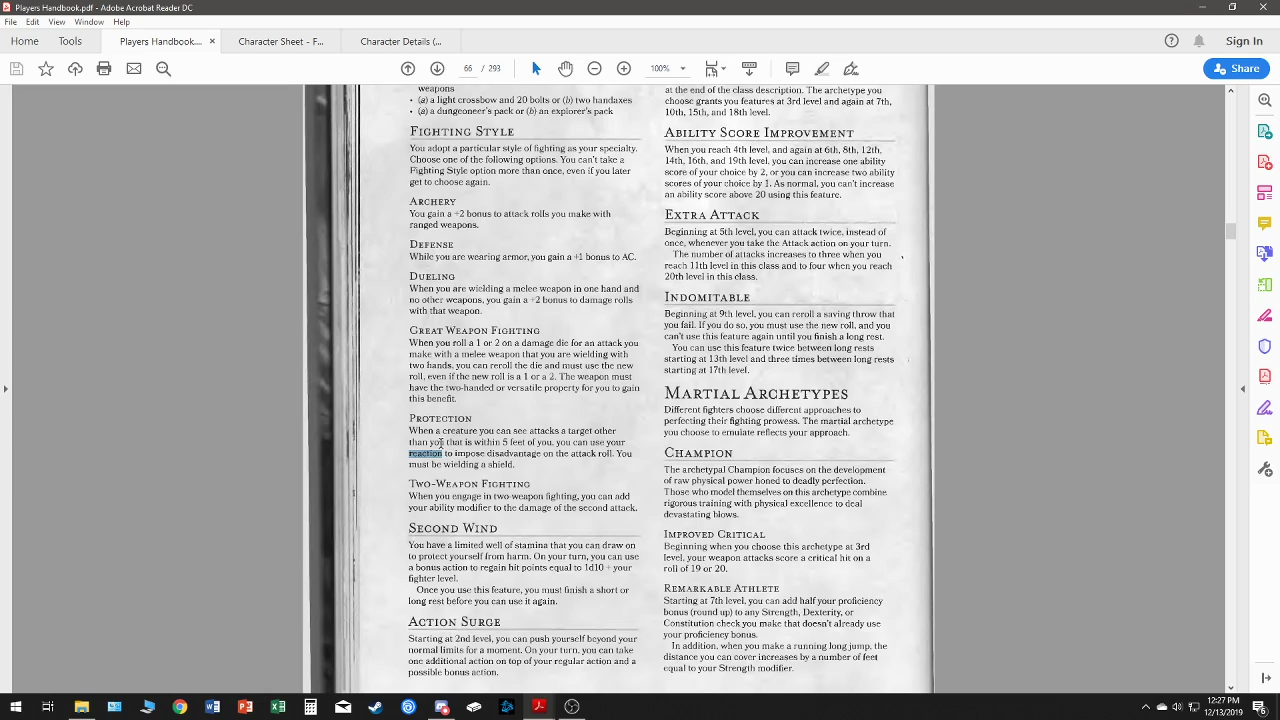 Players Handbook.pdf - Adobe Acrobat Reader DC
File Edit View Window Help
Home Tools Players Handbook.... × Character Sheet - F... Character Details (...
Sign In
66 / 293
100%
Share
weapons
• (a) a light crossbow and 20 bolts or (b) two handaxes
• (a) a dungeoneer's pack or (b) an explorer's pack
Fighting Style
You adopt a particular style of fighting as your specialty.
Choose one of the following options. You can't take a
Fighting Style option more than once, even if you later
get to choose again.
Archery
You gain a +2 bonus to attack rolls you make with
ranged weapons.
Defense
While you are wearing armor, you gain a +1 bonus to AC.
Dueling
When you are wielding a melee weapon in one hand and
no other weapons, you gain a +2 bonus to damage rolls
with that weapon.
Great Weapon Fighting
When you roll a 1 or 2 on a damage die for an attack you
make with a melee weapon that you are wielding with
two hands, you can reroll the die and must use the new
roll, even if the new roll is a 1 or a 2. The weapon must
have the two-handed or versatile property for you to gain
this benefit.
Protection
When a creature you can see attacks a target other
than you that is within 5 feet of you, you can use your
reaction to impose disadvantage on the attack roll. You
must be wielding a shield.
Two-Weapon Fighting
When you engage in two-weapon fighting, you can add
your ability modifier to the damage of the second attack.
Second Wind
You have a limited well of stamina that you can draw on
to protect yourself from harm. On your turn, you can use
a bonus action to regain hit points equal to 1d10 + your
fighter level.
Once you use this feature, you must finish a short or
long rest before you can use it again.
Action Surge
Starting at 2nd level, you can push yourself beyond your
normal limits for a moment. On your turn, you can take
one additional action on top of your regular action and a
possible bonus action.
at the end of the class description. The archetype you
choose grants you features at 3rd level and again at 7th,
10th, 15th, and 18th level.
Ability Score Improvement
When you reach 4th level, and again at 6th, 8th, 12th,
14th, 16th, and 19th level, you can increase one ability
score of your choice by 2, or you can increase two ability
scores of your choice by 1. As normal, you can't increase
an ability score above 20 using this feature.
Extra Attack
Beginning at 5th level, you can attack twice, instead of
once, whenever you take the Attack action on your turn.
The number of attacks increases to three when you
reach 11th level in this class and to four when you reach
20th level in this class.
Indomitable
Beginning at 9th level, you can reroll a saving throw that
you fail. If you do so, you must use the new roll, and you
can't use this feature again until you finish a long rest.
You can use this feature twice between long rests
starting at 13th level and three times between long rests
starting at 17th level.
Martial Archetypes
Different fighters choose different approaches to
perfecting their fighting prowess. The martial archetype
you choose to emulate reflects your approach.
Champion
The archetypal Champion focuses on the development
of raw physical power honed to deadly perfection.
Those who model themselves on this archetype combine
rigorous training with physical excellence to deal
devastating blows.
Improved Critical
Beginning when you choose this archetype at 3rd
level, your weapon attacks score a critical hit on a
roll of 19 or 20.
Remarkable Athlete
Starting at 7th level, you can add half your proficiency
bonus (round up) to any Strength, Dexterity, or
Constitution check you make that doesn't already use
your proficiency bonus.
In addition, when you make a running long jump, the
distance you can cover increases by a number of feet
equal to your Strength modifier.
12:27 PM
12/13/2019